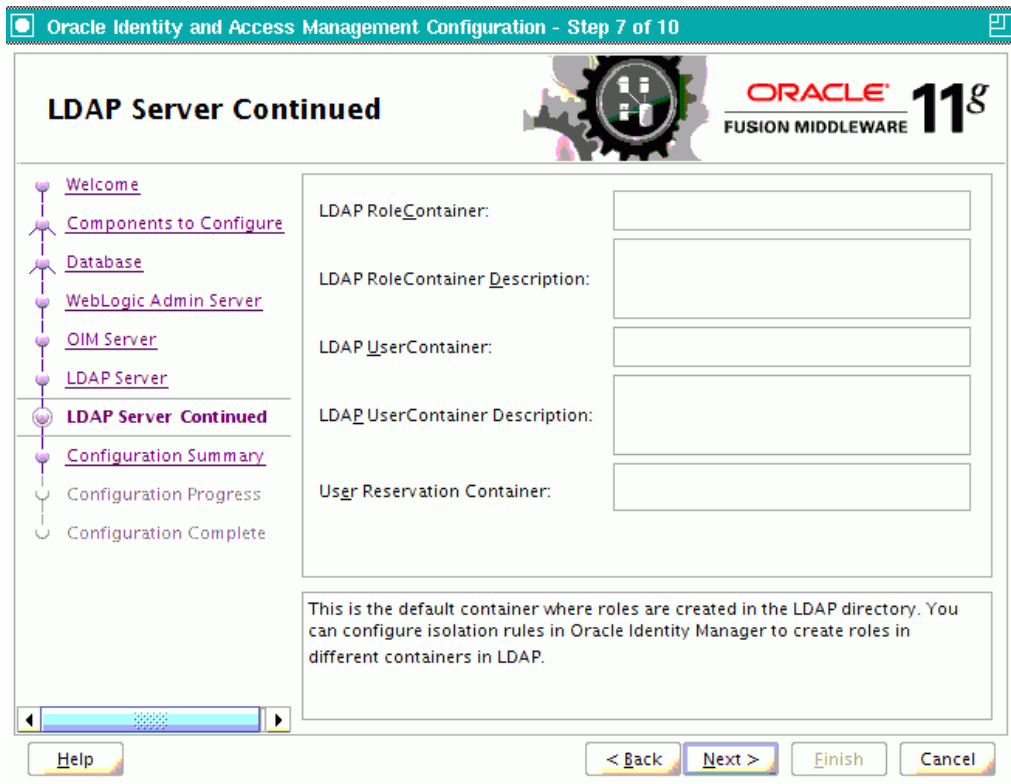 Oracle Identity and Access Management Configuration - Step 7 of 10
LDAP Server Continued
ORACLE®
FUSION MIDDLEWARE
11g
Welcome
Components to Configure
Database
WebLogic Admin Server
OIM Server
LDAP Server
LDAP Server Continued
Configuration Summary
Configuration Progress
Configuration Complete
LDAP RoleContainer:
LDAP RoleContainer Description:
LDAP UserContainer:
LDAP UserContainer Description:
User Reservation Container:
This is the default container where roles are created in the LDAP directory. You
can configure isolation rules in Oracle Identity Manager to create roles in
different containers in LDAP.
Help
< Back
Next >
Finish
Cancel